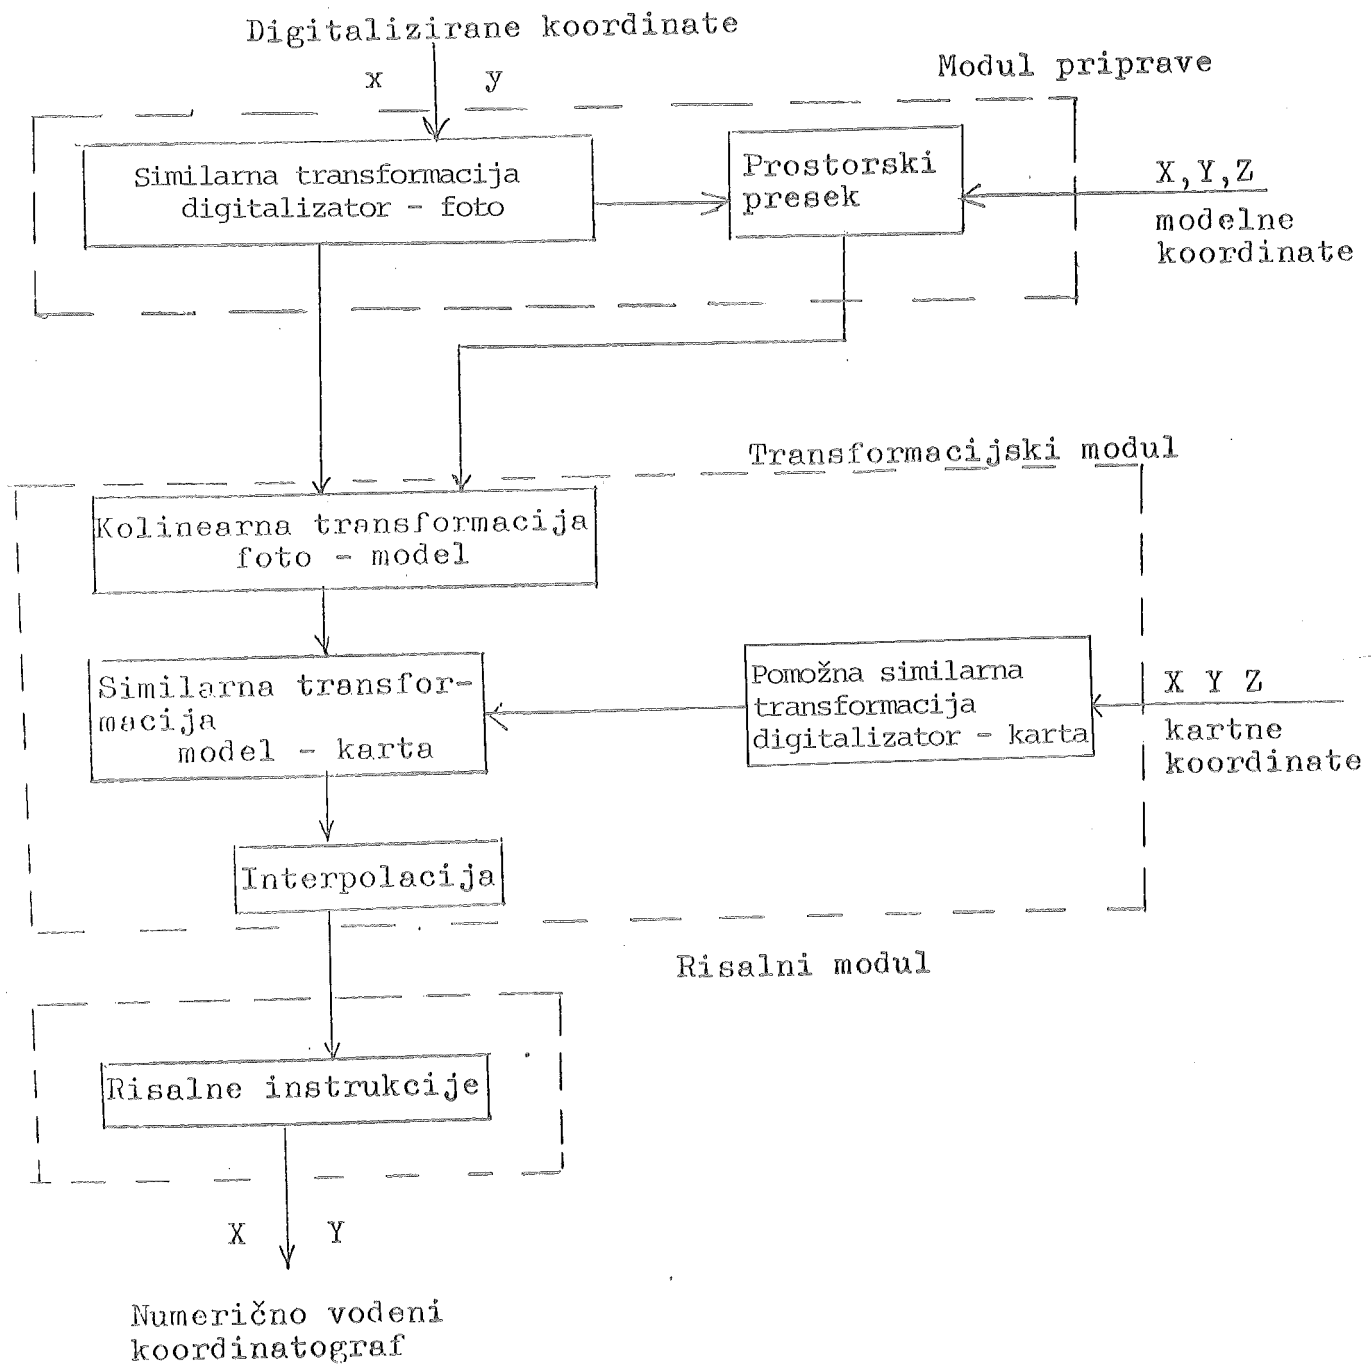 Digitalizirane koordinate
x y
Modul priprave
Similarna transformacija
digitalizator - foto
Prostorski
presek
X,Y,Z
modelne
koordinate
Transformacijski modul
Kolinearna transformacija
foto - model
Similarna transfor-
macija
model - karta
Pomožna similarna
transformacija
digitalizator - karta
X Y Z
kartne
koordinate
Interpolacija
Risalni modul
Risalne instrukcije
X Y
Numerično vodeni
koordinatograf